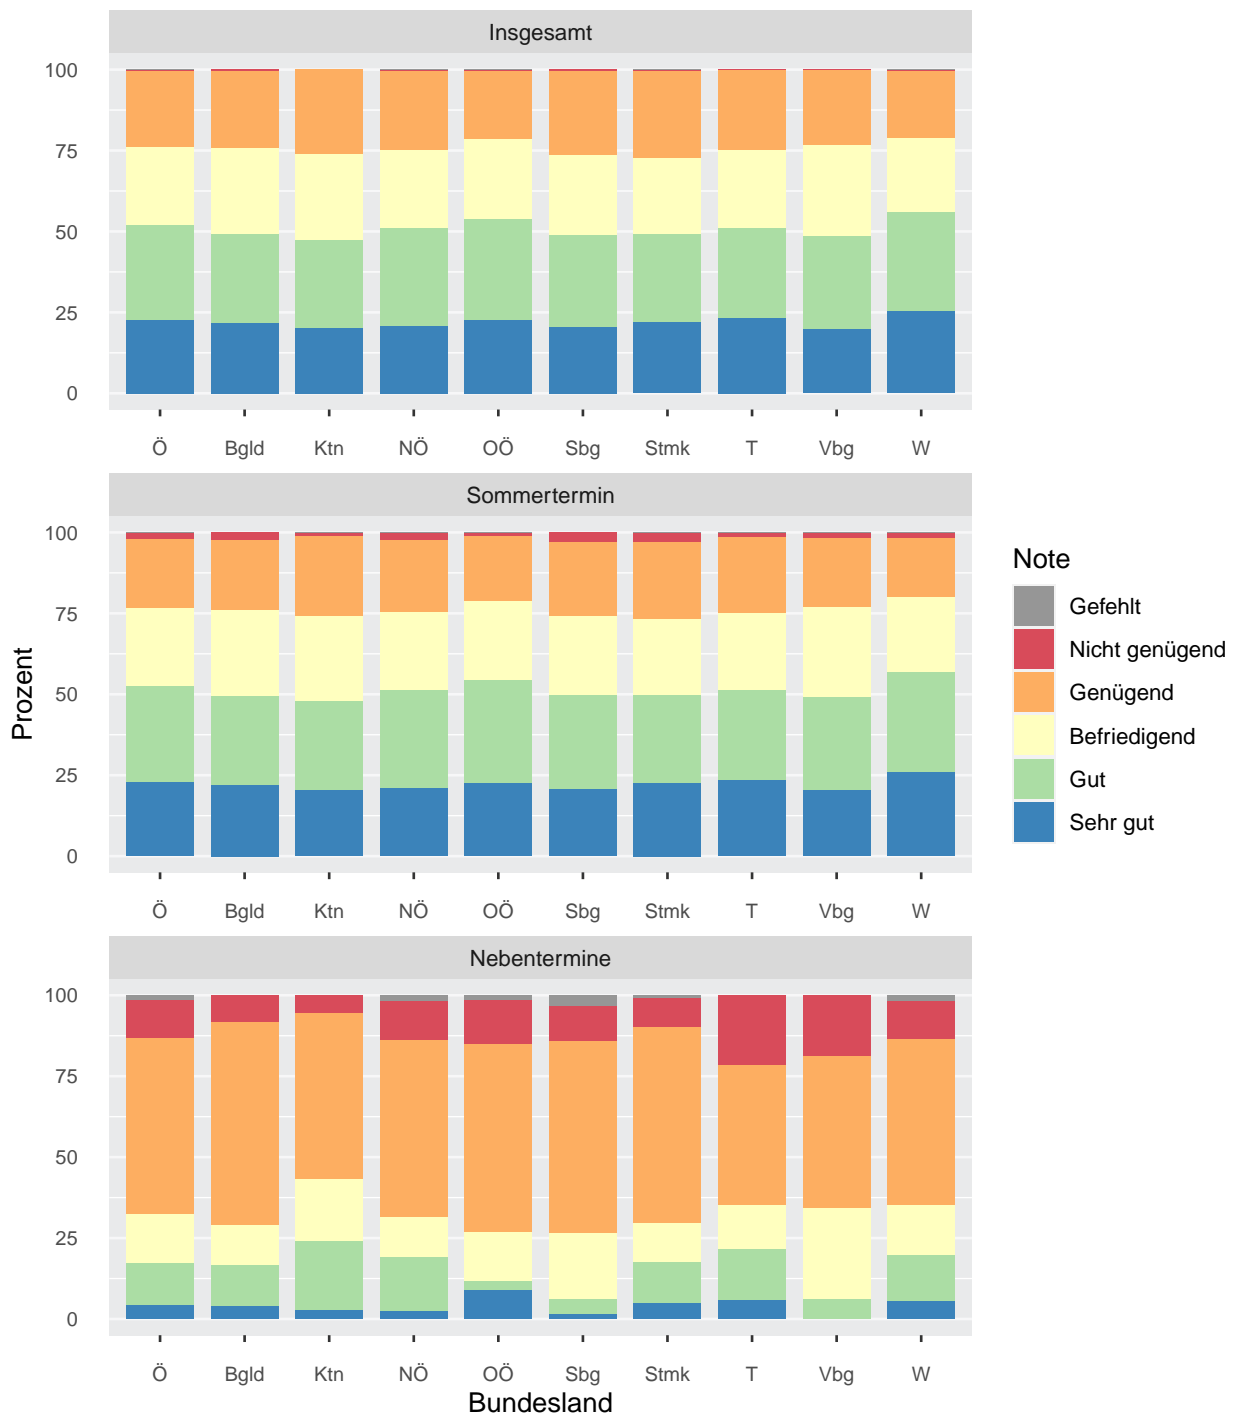 Insgesamt
100
75
50
25
0
Ö Bgld Ktn NÖ OÖ Sbg Stmk T Vbg W
Sommertermin
100
75
50
25
0
Ö Bgld Ktn NÖ OÖ Sbg Stmk T Vbg W
Nebentermine
100
75
50
25
0
Ö Bgld Ktn NÖ OÖ Sbg Stmk T Vbg W
Bundesland
Prozent
Note
Gefehlt
Nicht genügend
Genügend
Befriedigend
Gut
Sehr gut